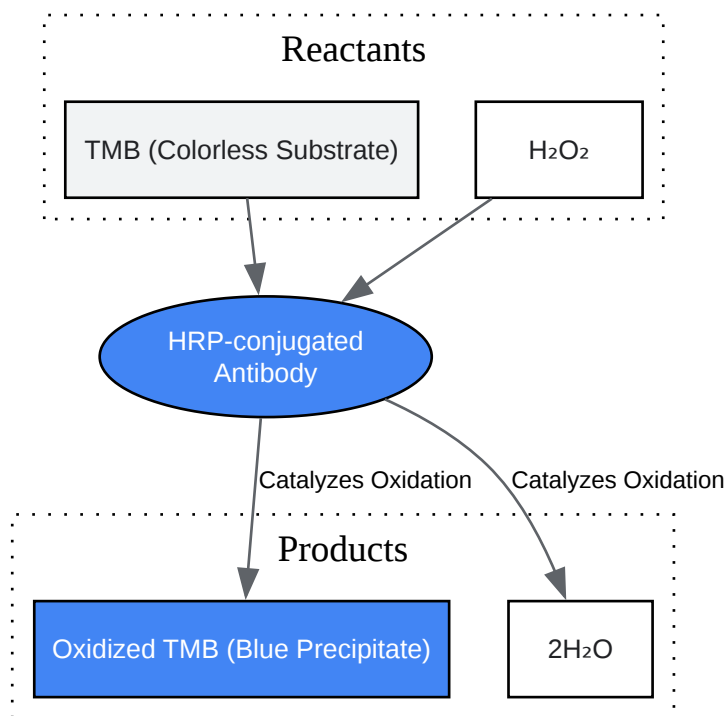 Reactants
TMB (Colorless Substrate)
H₂O₂
HRP-conjugated
Antibody
Catalyzes Oxidation
Catalyzes Oxidation
Products
Oxidized TMB (Blue Precipitate)
2H₂O